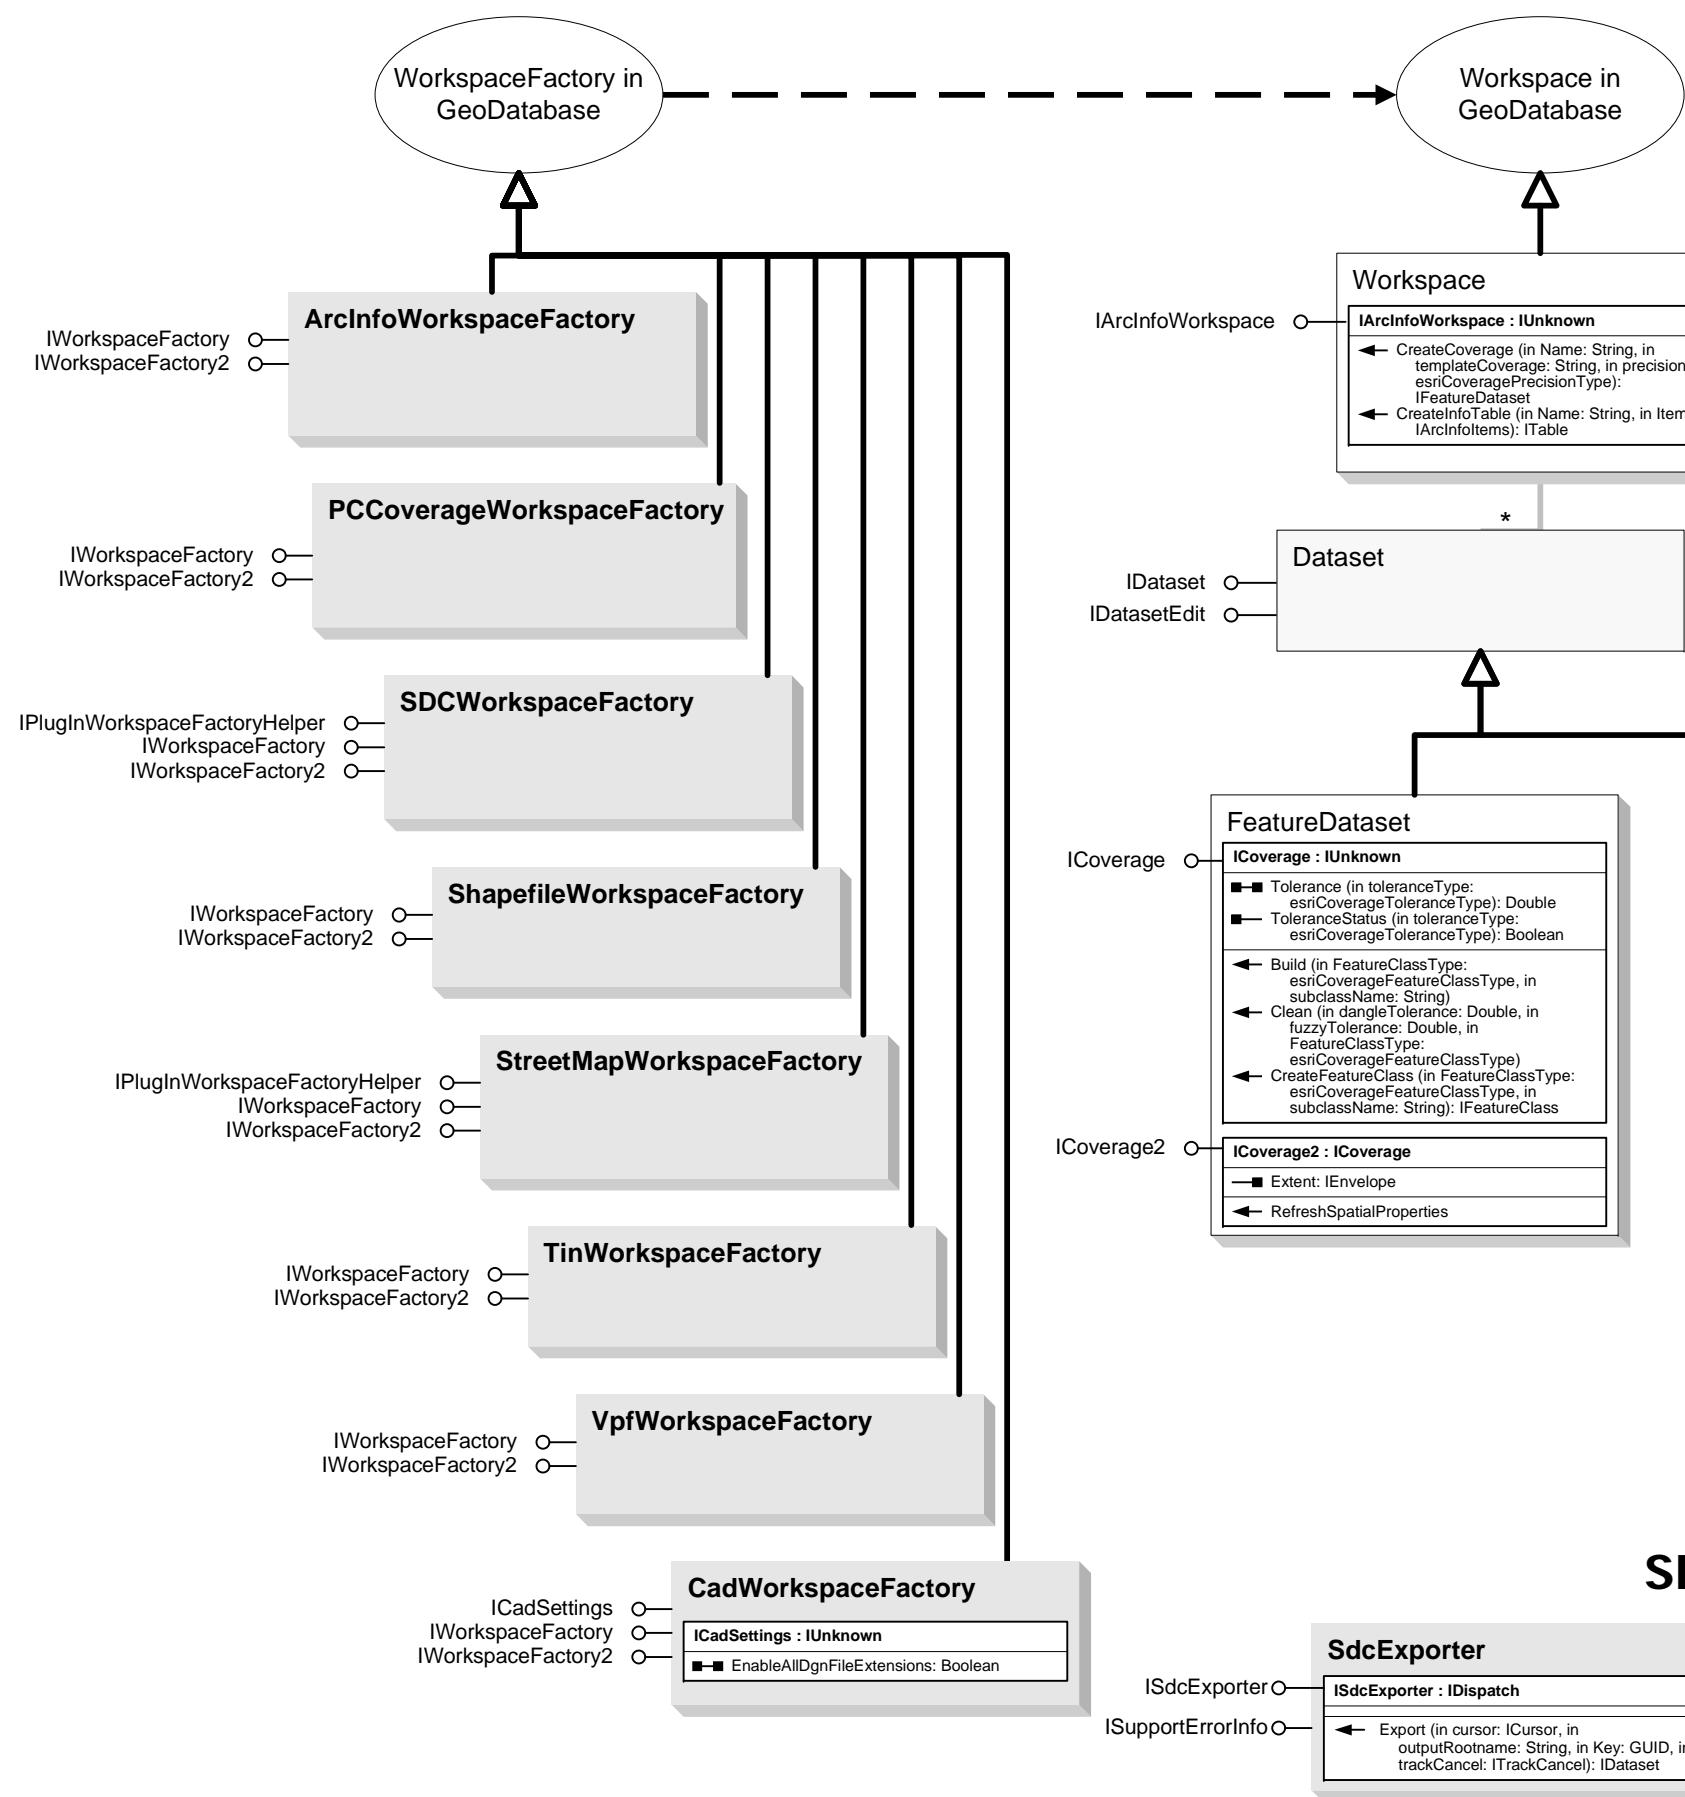 WorkspaceFactory in
GeoDatabase
Workspace in
GeoDatabase
ArcInfoWorkspaceFactory
IWorkspaceFactory
IWorkspaceFactory2
PCCoverageWorkspaceFactory
IWorkspaceFactory
IWorkspaceFactory2
SDCWorkspaceFactory
IPlugInWorkspaceFactoryHelper
IWorkspaceFactory
IWorkspaceFactory2
ShapefileWorkspaceFactory
IWorkspaceFactory
IWorkspaceFactory2
StreetMapWorkspaceFactory
IPlugInWorkspaceFactoryHelper
IWorkspaceFactory
IWorkspaceFactory2
TinWorkspaceFactory
IWorkspaceFactory
IWorkspaceFactory2
VpfWorkspaceFactory
IWorkspaceFactory
IWorkspaceFactory2
CadWorkspaceFactory
ICadSettings
IWorkspaceFactory
IWorkspaceFactory2
ICadSettings : IUnknown
EnableAllDgnFileExtensions: Boolean
Workspace
IArcInfoWorkspace
IArcInfoWorkspace : IUnknown
CreateCoverage (in Name: String, in
templateCoverage: String, in precision
esriCoveragePrecisionType):
IFeatureDataset
CreateInfoTable (in Name: String, in Item
IArcInfoItems): ITable
*
Dataset
IDataset
IDatasetEdit
FeatureDataset
ICoverage
ICoverage : IUnknown
Tolerance (in toleranceType:
esriCoverageToleranceType): Double
ToleranceStatus (in toleranceType:
esriCoverageToleranceType): Boolean
Build (in FeatureClassType:
esriCoverageFeatureClassType, in
subclassName: String)
Clean (in dangleTolerance: Double, in
fuzzyTolerance: Double, in
FeatureClassType:
esriCoverageFeatureClassType)
CreateFeatureClass (in FeatureClassType:
esriCoverageFeatureClassType, in
subclassName: String): IFeatureClass
ICoverage2
ICoverage2 : ICoverage
Extent: IEnvelope
RefreshSpatialProperties
SdcExporter
ISdcExporter
ISupportErrorInfo
ISdcExporter : IDispatch
Export (in cursor: ICursor, in
outputRootname: String, in Key: GUID, in
trackCancel: ITrackCancel): IDataset